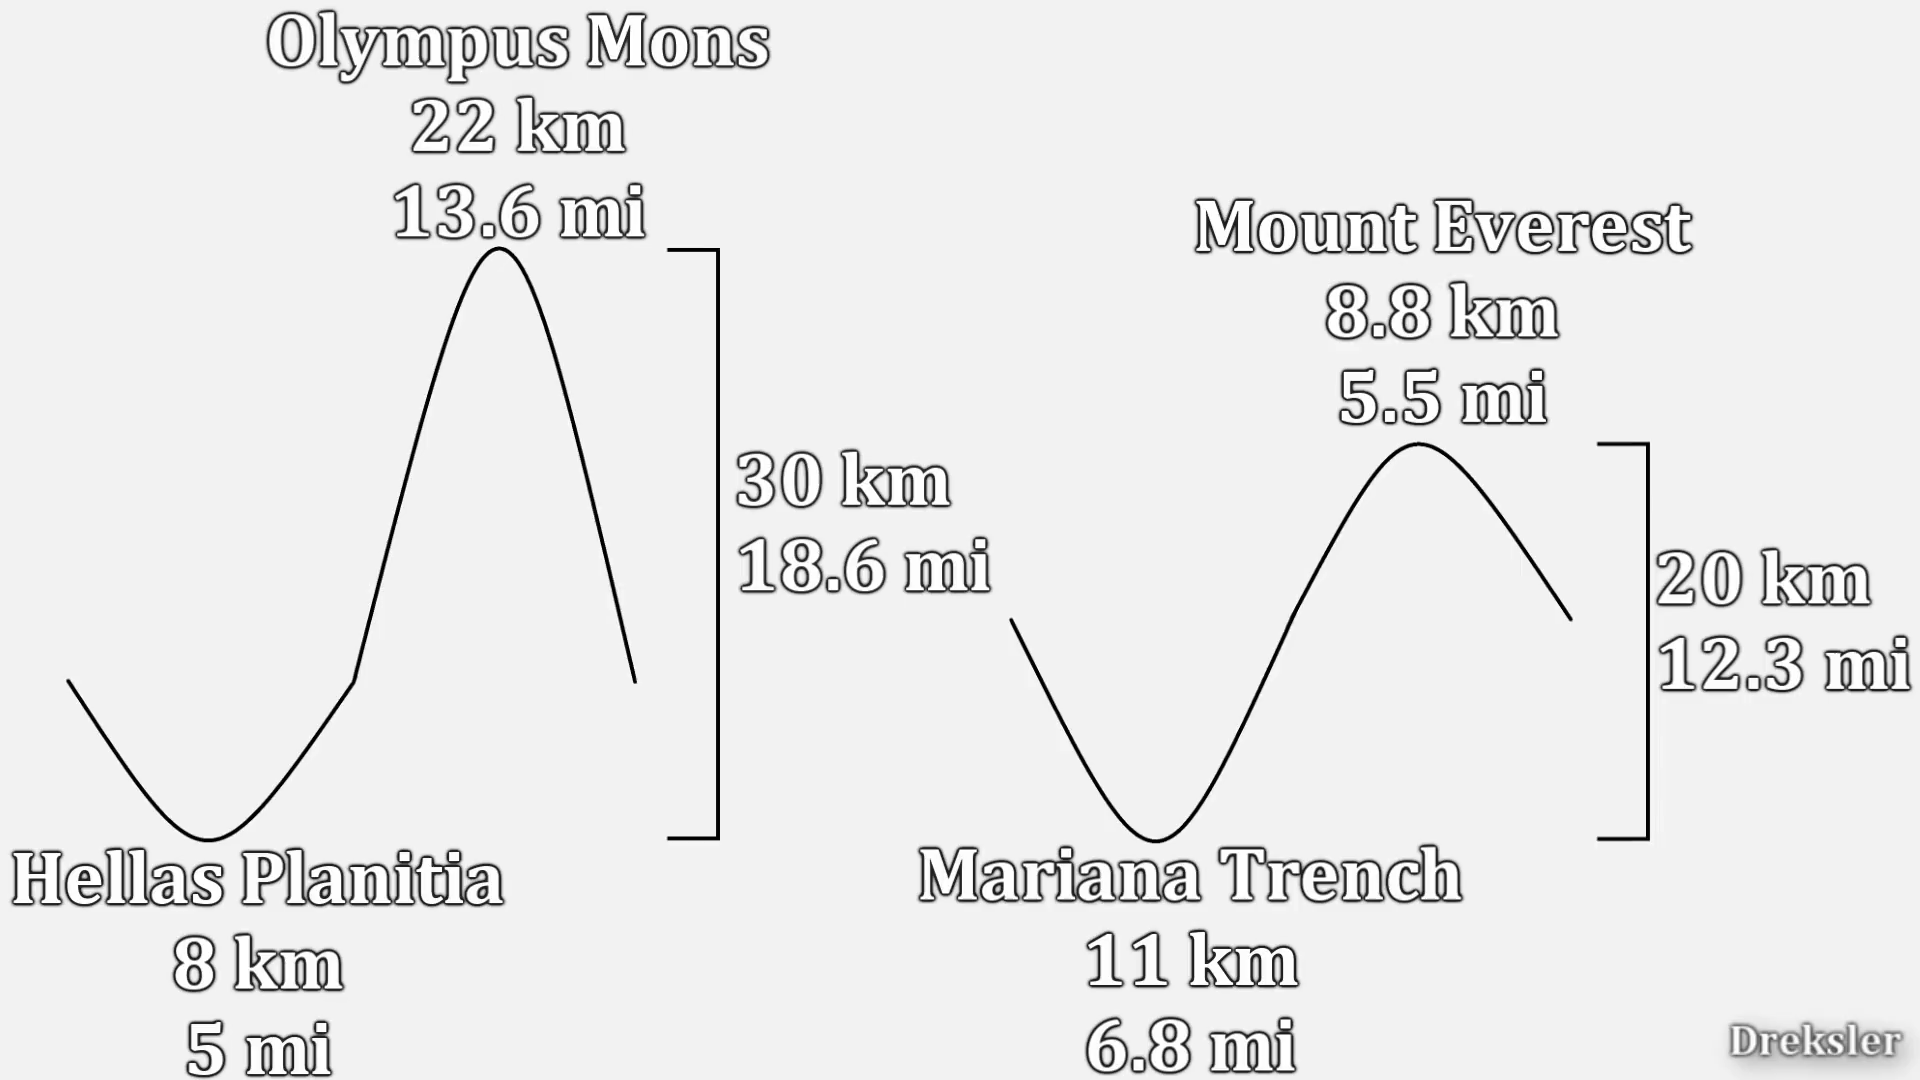 Olympus Mons
22 km
13.6 mi
30 km
18.6 mi
Hellas Planitia
8 km
5 mi
Mount Everest
8.8 km
5.5 mi
20 km
12.3 mi
Mariana Trench
11 km
6.8 mi
Dreksler